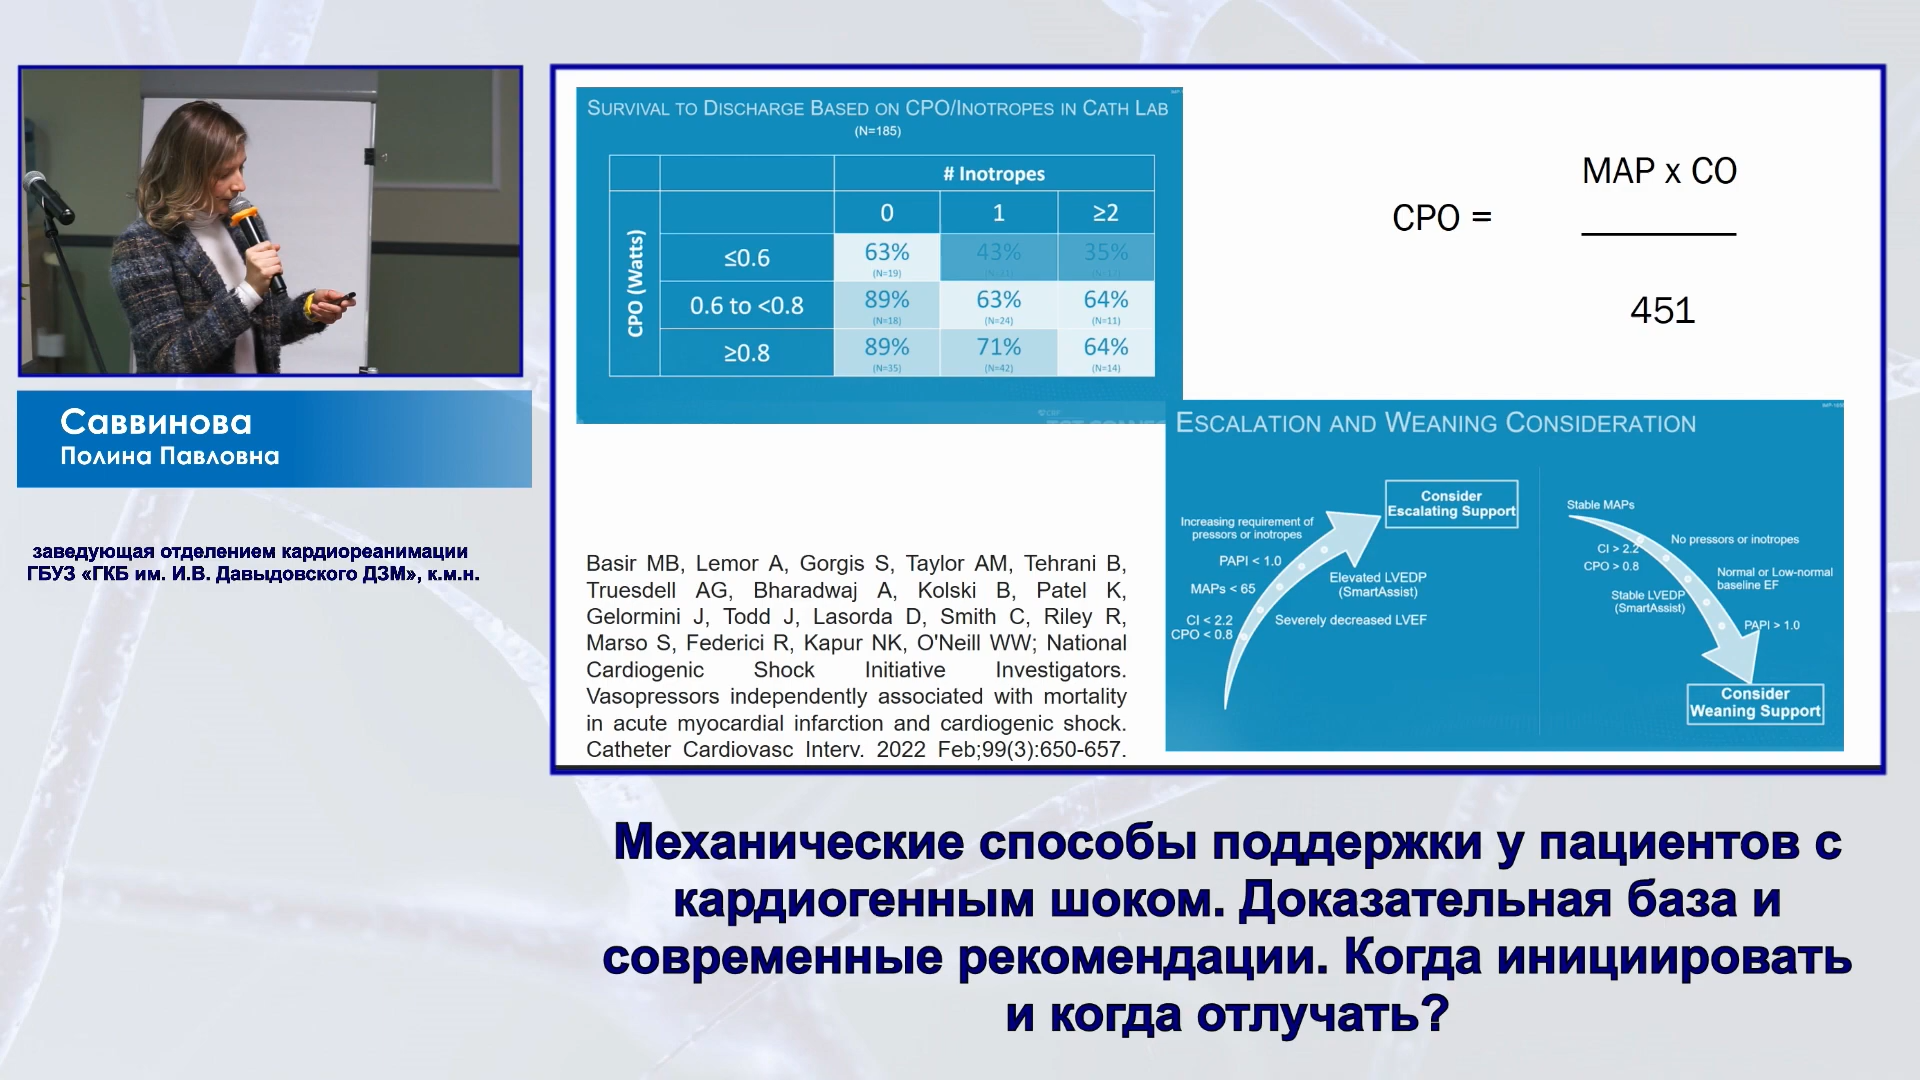 Саввинова
Полина Павловна
заведующая отделением кардиореанимации
ГБУЗ «ГКБ им. И.В. Давыдовского ДЗМ», к.м.н.
SURVIVAL TO DISCHARGE BASED ON CPO/INOTROPES IN CATH LAB
(N=185)
# Inotropes
CPO (Watts)
0 1 ≥2
≤0.6 63% 43% 35%
(N=19)
0.6 to <0.8 89% 63% 64%
(N=18) (N=24) (N=11)
≥0.8 89% 71% 64%
(N=35) (N=42) (N=14)
MAP x CO
CPO =
451
Basir MB, Lemor A, Gorgis S, Taylor AM, Tehrani B,
Truesdell AG, Bharadwaj A, Kolski B, Patel K,
Gelormini J, Todd J, Lasorda D, Smith C, Riley R,
Marso S, Federici R, Kapur NK, O'Neill WW; National
Cardiogenic Shock Initiative Investigators.
Vasopressors independently associated with mortality
in acute myocardial infarction and cardiogenic shock.
Catheter Cardiovasc Interv. 2022 Feb;99(3):650-657.
ESCALATION AND WEANING CONSIDERATION
Consider
Escalating Support
Increasing requirement of
pressors or inotropes
PAPI < 1.0
Elevated LVEDP
(SmartAssist)
MAPs < 65
CI < 2.2
CPO < 0.8
Severely decreased LVEF
Stable MAPs
No pressors or inotropes
CI > 2.2
CPO > 0.8
Normal or Low-normal
baseline EF
Stable LVEDP
(SmartAssist)
PAPI > 1.0
Consider
Weaning Support
Механические способы поддержки у пациентов с
кардиогенным шоком. Доказательная база и
современные рекомендации. Когда инициировать
и когда отлучать?